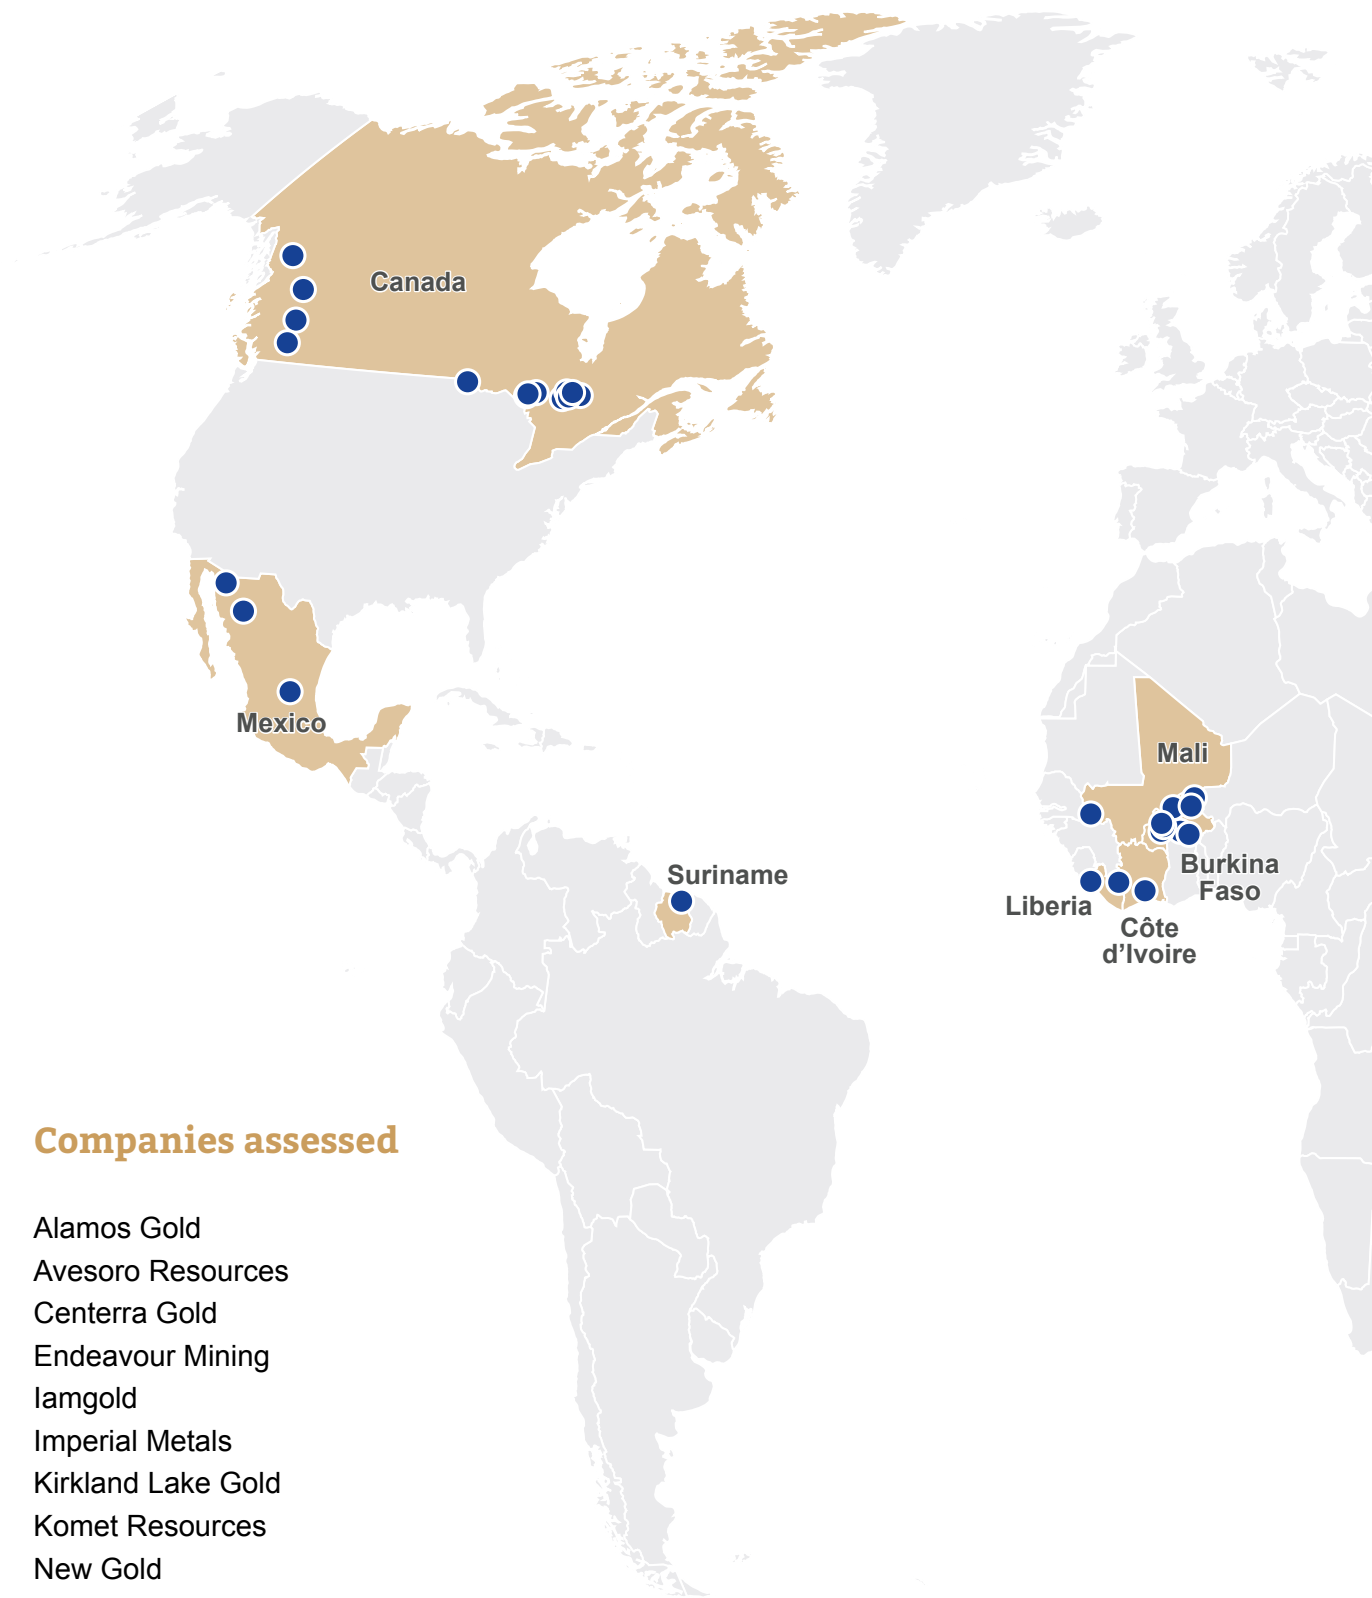 Canada
Mexico
Mali
Suriname
Burkina
Faso
Liberia
Côte
d’Ivoire
Companies assessed
Alamos Gold
Avesoro Resources
Centerra Gold
Endeavour Mining
Iamgold
Imperial Metals
Kirkland Lake Gold
Komet Resources
New Gold